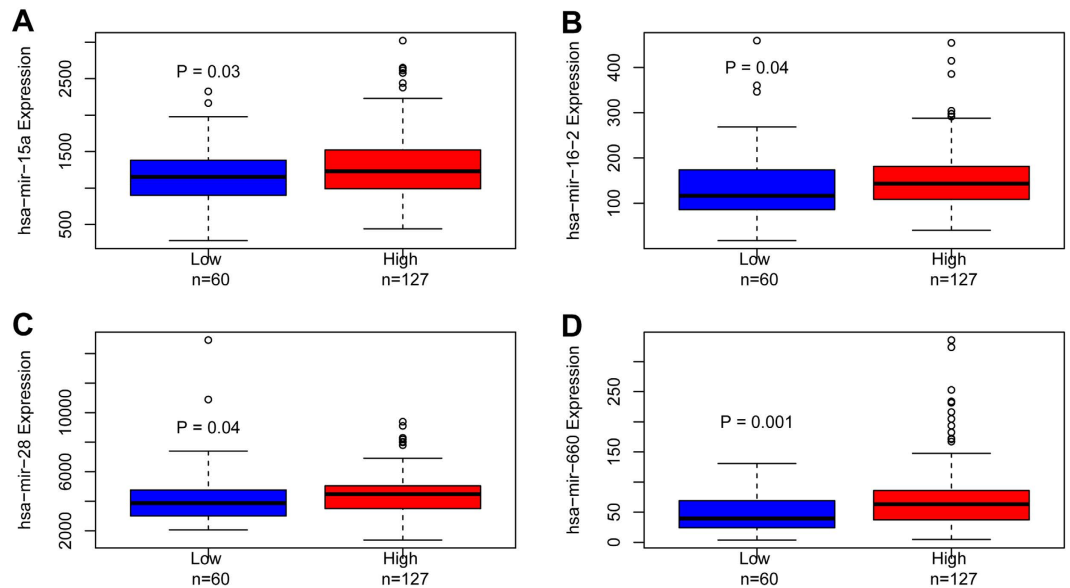 A
hsa-mir-15a Expression
2500
1500
500
P = 0.03
Low
n=60
High
n=127
B
hsa-mir-16-2 Expression
400
300
200
100
P = 0.04
Low
n=60
High
n=127
C
hsa-mir-28 Expression
10000
6000
2000
P = 0.04
Low
n=60
High
n=127
D
hsa-mir-660 Expression
250
150
50
0
P = 0.001
Low
n=60
High
n=127